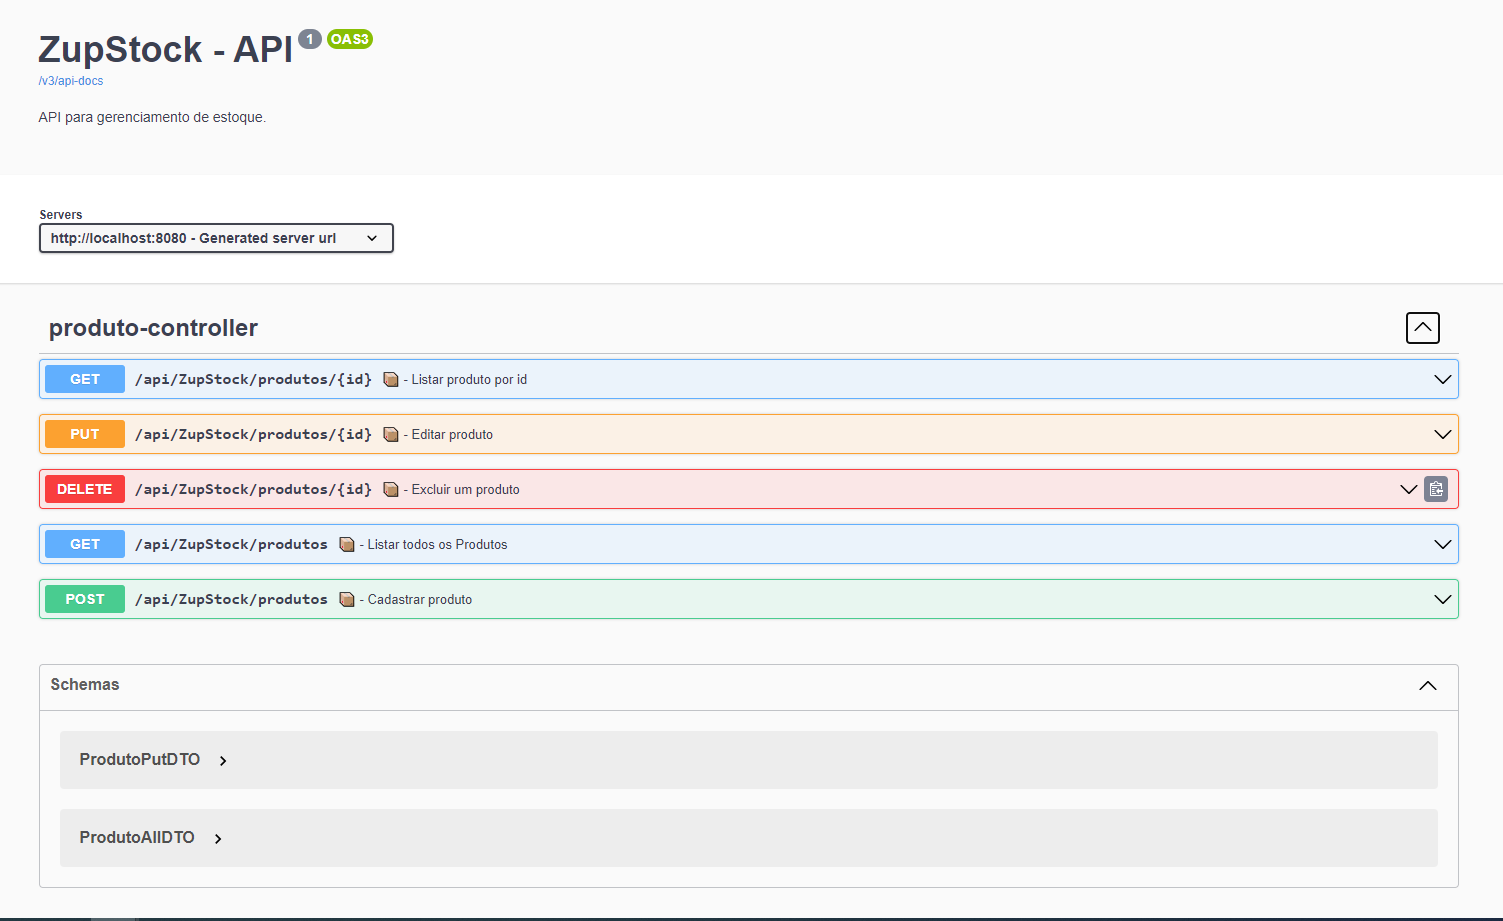 ZupStock - API 1 OAS3
/v3/api-docs
API para gerenciamento de estoque.
Servers
http://localhost:8080 - Generated server url
produto-controller
GET /api/ZupStock/produtos/{id} - Listar produto por id
PUT /api/ZupStock/produtos/{id} - Editar produto
DELETE /api/ZupStock/produtos/{id} - Excluir um produto
GET /api/ZupStock/produtos - Listar todos os Produtos
POST /api/ZupStock/produtos - Cadastrar produto
Schemas
ProdutoPutDTO
ProdutoAllDTO